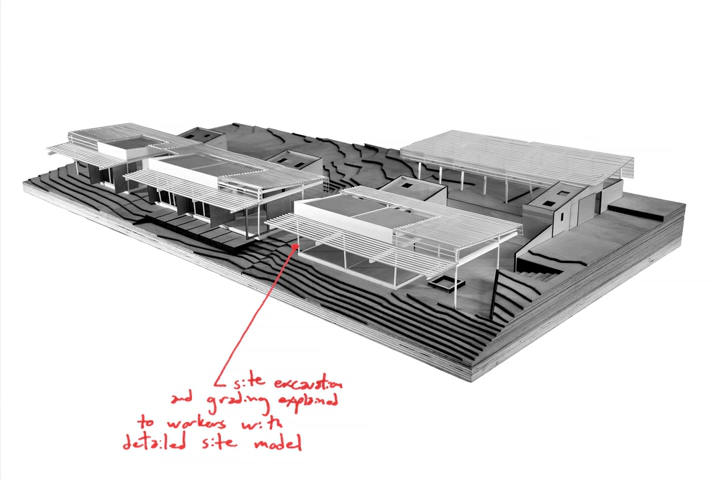 site excavation
and grading explained
to workers with
detailed site model